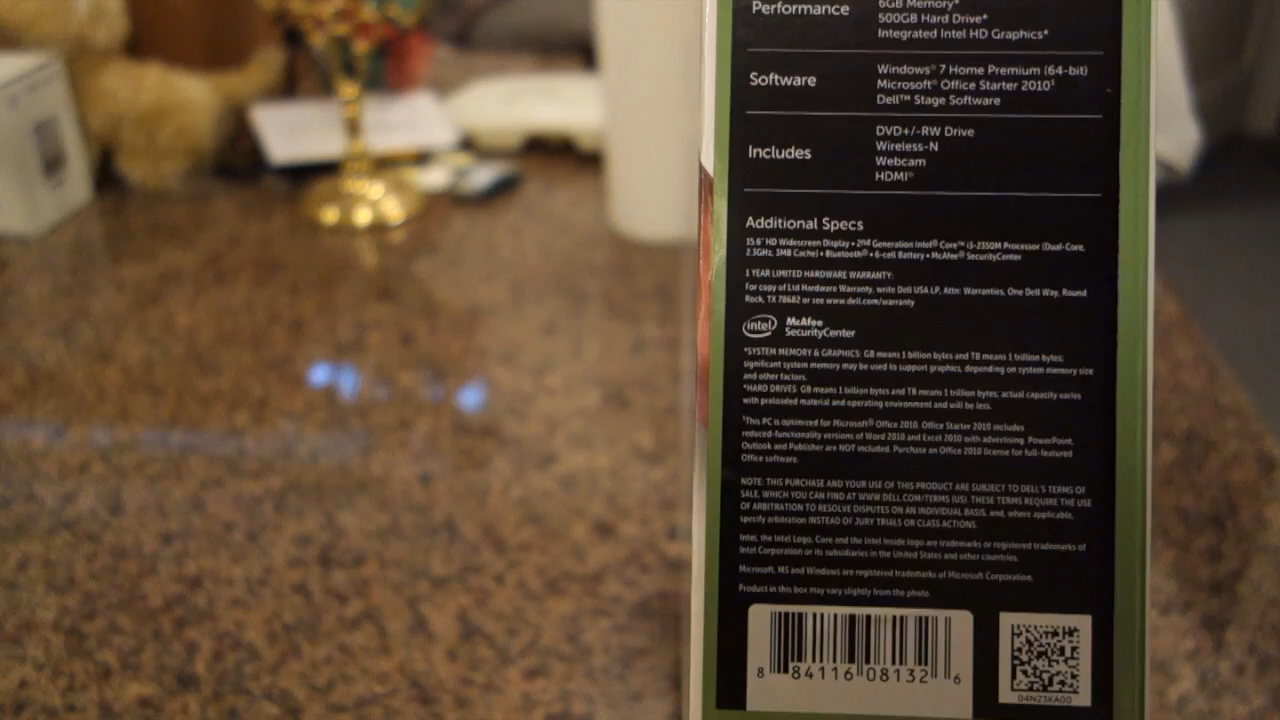 Performance
6GB Memory*
500GB Hard Drive*
Integrated Intel HD Graphics*
Software
Windows® 7 Home Premium (64-bit)
Microsoft® Office Starter 2010¹
Dell™ Stage Software
Includes
DVD+/-RW Drive
Wireless-N
Webcam
HDMI®
Additional Specs
15.6" HD Widescreen Display • 2nd Generation Intel® Core™ i5-2350M Processor (Dual-Core,
2.3GHz, 3MB Cache) • Bluetooth® • 6-cell Battery • McAfee® SecurityCenter
1 YEAR LIMITED HARDWARE WARRANTY:
For copy of Ltd Hardware Warranty, write Dell USA LP, Attn: Warranties, One Dell Way, Round
Rock, TX 78682 or see www.dell.com/warranty
intel
McAfee
SecurityCenter
*SYSTEM MEMORY & GRAPHICS: GB means 1 billion bytes and TB means 1 trillion bytes;
significant system memory may be used to support graphics, depending on system memory size
and other factors.
*HARD DRIVES: GB means 1 billion bytes and TB means 1 trillion bytes; actual capacity varies
with preloaded material and operating environment and will be less.
¹This PC is optimized for Microsoft® Office 2010. Office Starter 2010 includes
reduced-functionality versions of Word 2010 and Excel 2010 with advertising. PowerPoint,
Outlook and Publisher are NOT included. Purchase an Office 2010 license for full-featured
Office software.
NOTE: THIS PURCHASE AND YOUR USE OF THIS PRODUCT ARE SUBJECT TO DELL'S TERMS OF
SALE, WHICH YOU CAN FIND AT WWW.DELL.COM/TERMS (US). THESE TERMS REQUIRE THE USE
OF ARBITRATION TO RESOLVE DISPUTES ON AN INDIVIDUAL BASIS, and, where applicable,
specify arbitration INSTEAD OF JURY TRIALS OR CLASS ACTIONS.
Intel, the Intel Logo, Core and the Intel Inside logo are trademarks or registered trademarks of
Intel Corporation or its subsidiaries in the United States and other countries.
Microsoft, MS and Windows are registered trademarks of Microsoft Corporation.
Product in this box may vary slightly from the photo.
8 84116 08132 6
04N23KA00